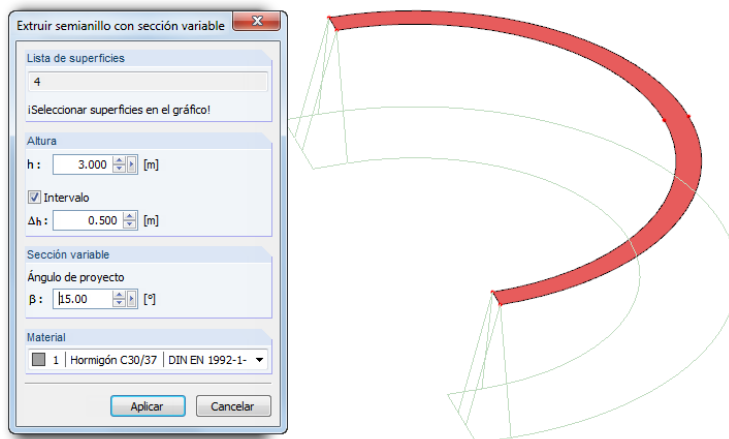 Extruir semianillo con sección variable
Lista de superficies
4
¡Seleccionar superficies en el gráfico!
Altura
h : 3.000 [m]
Intervalo
Δh : 0.500 [m]
Sección variable
Ángulo de proyecto
β : 15.00 [º]
Material
1 Hormigón C30/37 DIN EN 1992-1-
Aplicar Cancelar